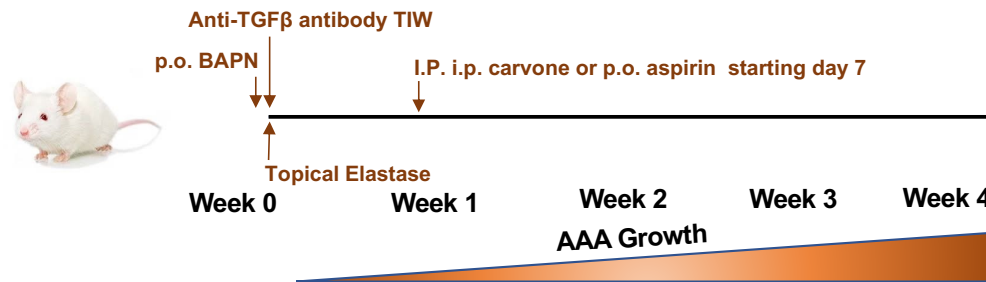 Anti-TGFβ antibody TIW
p.o. BAPN
I.P. i.p. carvone or p.o. aspirin starting day 7
Topical Elastase
Week 0
Week 1
Week 2
Week 3
Week 4
AAA Growth